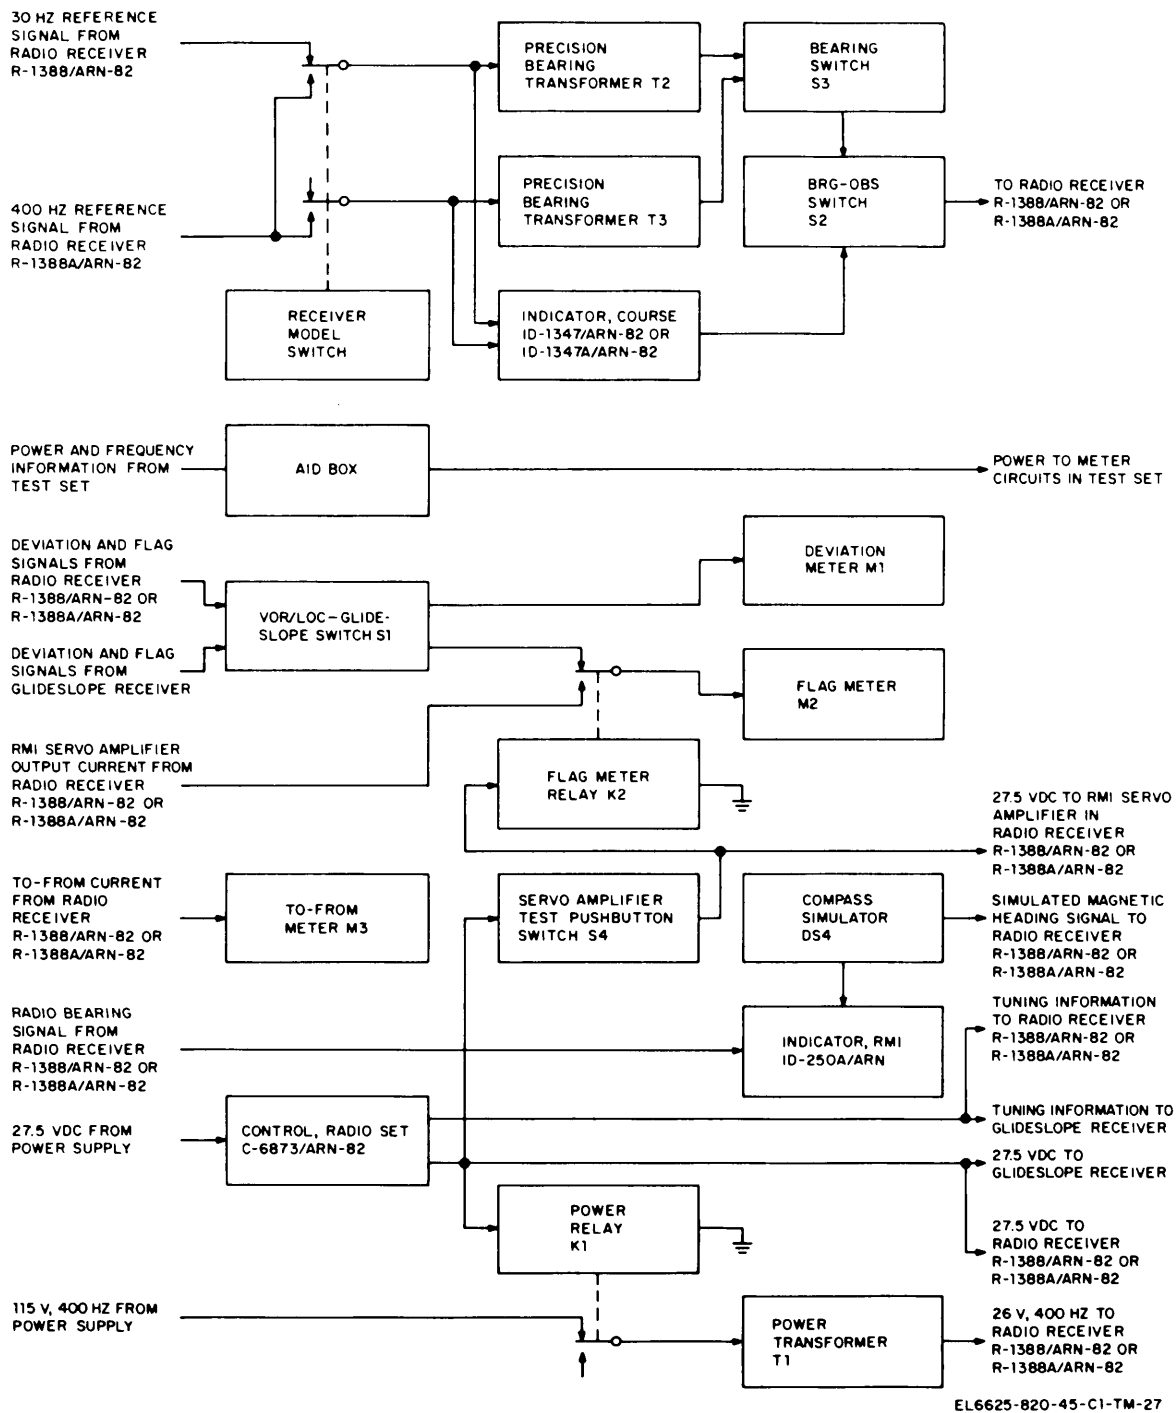 30 HZ REFERENCE
SIGNAL FROM
RADIO RECEIVER
R-1388/ARN-82
PRECISION
BEARING
TRANSFORMER T2
BEARING
SWITCH
S3
400 HZ REFERENCE
SIGNAL FROM
RADIO RECEIVER
R-1388A/ARN-82
PRECISION
BEARING
TRANSFORMER T3
BRG-OBS
SWITCH
S2
TO RADIO RECEIVER
R-1388/ARN-82 OR
R-1388A/ARN-82
RECEIVER
MODEL
SWITCH
INDICATOR, COURSE
ID-1347/ARN-82 OR
ID-1347A/ARN-82
POWER AND FREQUENCY
INFORMATION FROM
TEST SET
AID BOX
POWER TO METER
CIRCUITS IN TEST SET
DEVIATION AND FLAG
SIGNALS FROM
RADIO RECEIVER
R-1388/ARN-82 OR
R-1388A/ARN-82
DEVIATION AND FLAG
SIGNALS FROM
GLIDESLOPE RECEIVER
VOR/LOC-GLIDE-
SLOPE SWITCH S1
DEVIATION
METER M1
FLAG METER
M2
RMI SERVO AMPLIFIER
OUTPUT CURRENT FROM
RADIO RECEIVER
R-1388/ARN-82 OR
R-1388A/ARN-82
FLAG METER
RELAY K2
27.5 VDC TO RMI SERVO
AMPLIFIER IN
RADIO RECEIVER
R-1388/ARN-82 OR
R-1388A/ARN-82
TO-FROM CURRENT
FROM RADIO
RECEIVER
R-1388/ARN-82 OR
R-1388A/ARN-82
TO-FROM
METER M3
SERVO AMPLIFIER
TEST PUSHBUTTON
SWITCH S4
COMPASS
SIMULATOR
DS4
SIMULATED MAGNETIC
HEADING SIGNAL TO
RADIO RECEIVER
R-1388/ARN-82 OR
R-1388A/ARN-82
RADIO BEARING
SIGNAL FROM
RADIO RECEIVER
R-1388/ARN-82 OR
R-1388A/ARN-82
INDICATOR, RMI
ID-250A/ARN
TUNING INFORMATION
TO RADIO RECEIVER
R-1388/ARN-82 OR
R-1388A/ARN-82
27.5 VDC FROM
POWER SUPPLY
CONTROL, RADIO SET
C-6873/ARN-82
TUNING INFORMATION TO
GLIDESLOPE RECEIVER
27.5 VDC TO
GLIDESLOPE RECEIVER
POWER
RELAY
K1
27.5 VDC TO
RADIO RECEIVER
R-1388/ARN-82 OR
R-1388A/ARN-82
115 V, 400 HZ FROM
POWER SUPPLY
POWER
TRANSFORMER
T1
26 V, 400 HZ TO
RADIO RECEIVER
R-1388/ARN-82 OR
R-1388A/ARN-82
EL6625-820-45-C1-TM-27